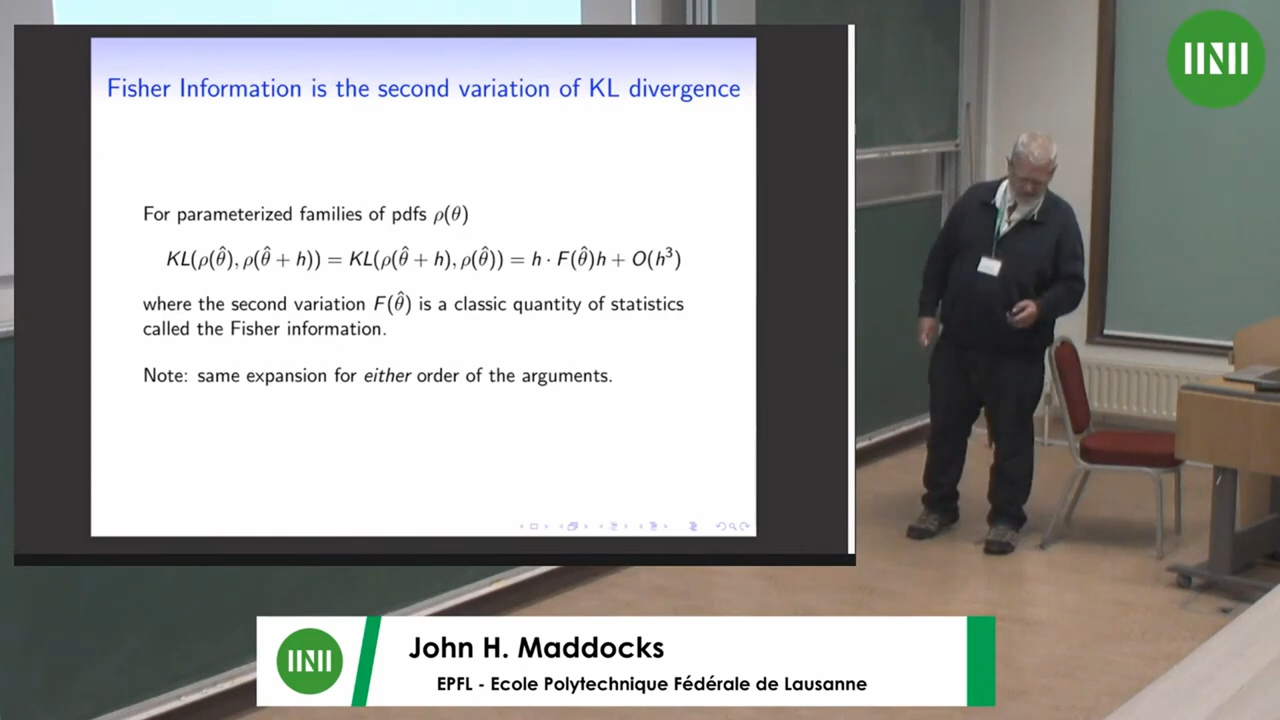 Fisher Information is the second variation of KL divergence
For parameterized families of pdfs ρ(θ)
KL(ρ(θ̂), ρ(θ̂ + h)) = KL(ρ(θ̂ + h), ρ(θ̂)) = h · F(θ̂)h + O(h³)
where the second variation F(θ̂) is a classic quantity of statistics
called the Fisher information.
Note: same expansion for either order of the arguments.
John H. Maddocks
EPFL - Ecole Polytechnique Fédérale de Lausanne